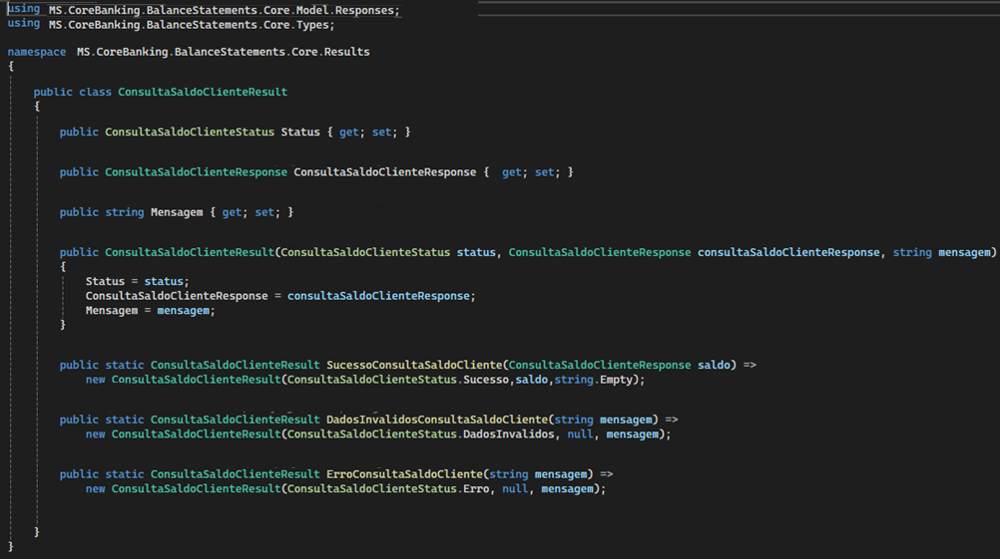 using MS.CoreBanking.BalanceStatements.Core.Model.Responses;
using MS.CoreBanking.BalanceStatements.Core.Types;
namespace MS.CoreBanking.BalanceStatements.Core.Results
{
public class ConsultaSaldoClienteResult
{
public ConsultaSaldoClienteStatus Status { get; set; }
public ConsultaSaldoClienteResponse ConsultaSaldoClienteResponse { get; set; }
public string Mensagem { get; set; }
public ConsultaSaldoClienteResult(ConsultaSaldoClienteStatus status, ConsultaSaldoClienteResponse consultaSaldoClienteResponse, string mensagem)
{
Status = status;
ConsultaSaldoClienteResponse = consultaSaldoClienteResponse;
Mensagem = mensagem;
}
public static ConsultaSaldoClienteResult SucessoConsultaSaldoCliente(ConsultaSaldoClienteResponse saldo) =>
new ConsultaSaldoClienteResult(ConsultaSaldoClienteStatus.Sucesso,saldo,string.Empty);
public static ConsultaSaldoClienteResult DadosInvalidosConsultaSaldoCliente(string mensagem) =>
new ConsultaSaldoClienteResult(ConsultaSaldoClienteStatus.DadosInvalidos, null, mensagem);
public static ConsultaSaldoClienteResult ErroConsultaSaldoCliente(string mensagem) =>
new ConsultaSaldoClienteResult(ConsultaSaldoClienteStatus.Erro, null, mensagem);
}
}